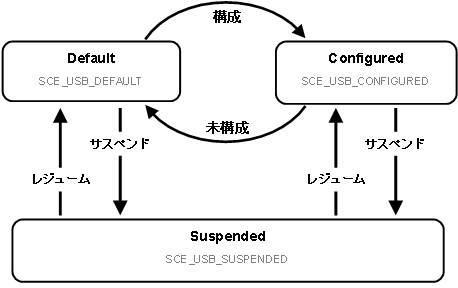 構成
Default
SCE_USB_DEFAULT
Configured
SCE_USB_CONFIGURED
未構成
サスペンド
サスペンド
レジューム
レジューム
Suspended
SCE_USB_SUSPENDED